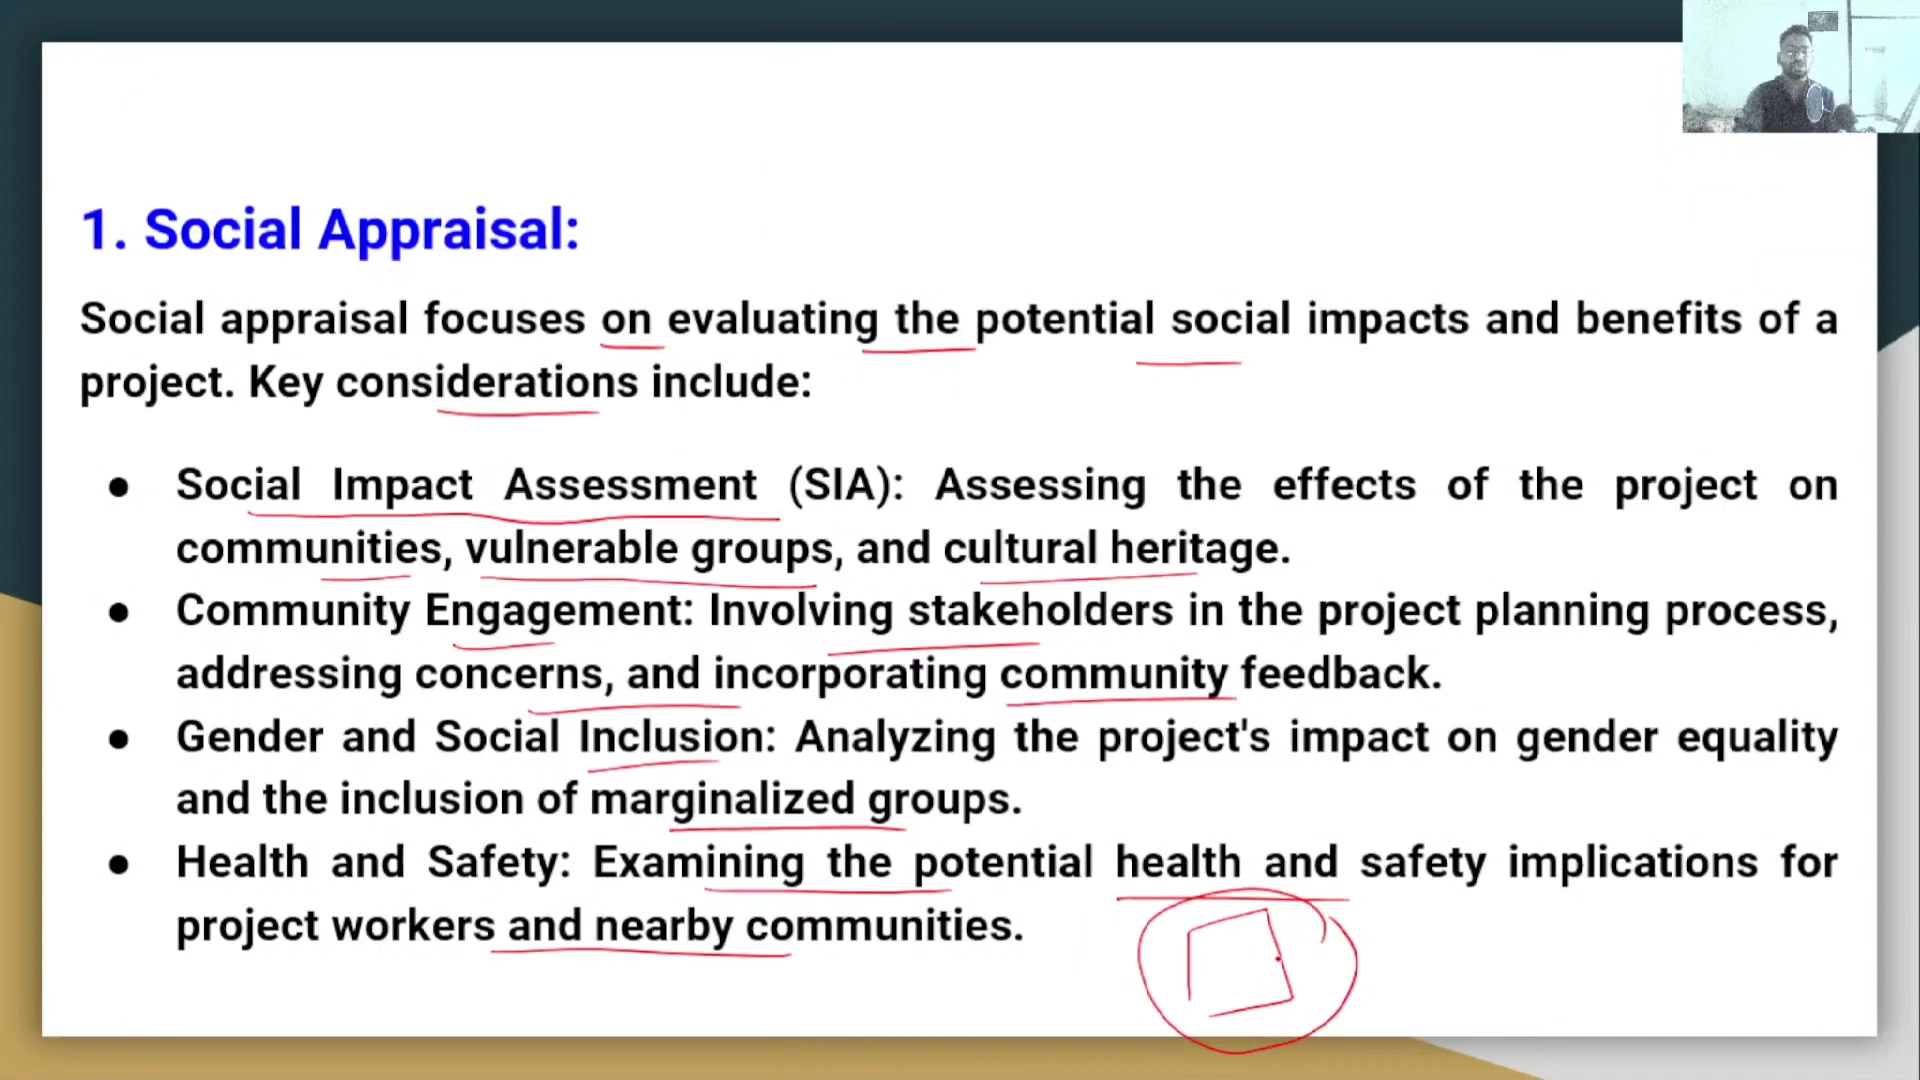 1. Social Appraisal:
Social appraisal focuses on evaluating the potential social impacts and benefits of a
project. Key considerations include:
● Social Impact Assessment (SIA): Assessing the effects of the project on
communities, vulnerable groups, and cultural heritage.
● Community Engagement: Involving stakeholders in the project planning process,
addressing concerns, and incorporating community feedback.
● Gender and Social Inclusion: Analyzing the project's impact on gender equality
and the inclusion of marginalized groups.
● Health and Safety: Examining the potential health and safety implications for
project workers and nearby communities.